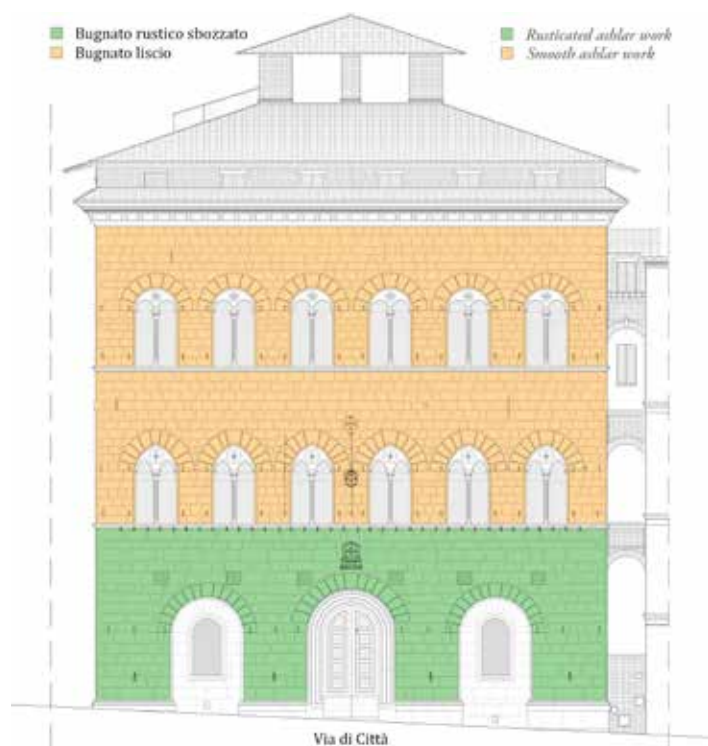 Bugnato rustico sbozzato
Bugnato liscio
Rusticated ashlar work
Smooth ashlar work
Via di Città